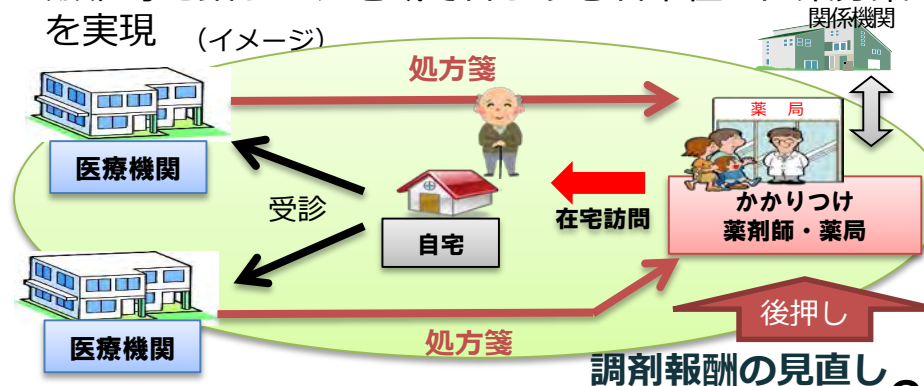 を実現 （イメージ）
関係機関
処方箋
薬 局
医療機関
受診
自宅
在宅訪問
かかりつけ
薬剤師・薬局
医療機関
処方箋
後押し
調剤報酬の見直し